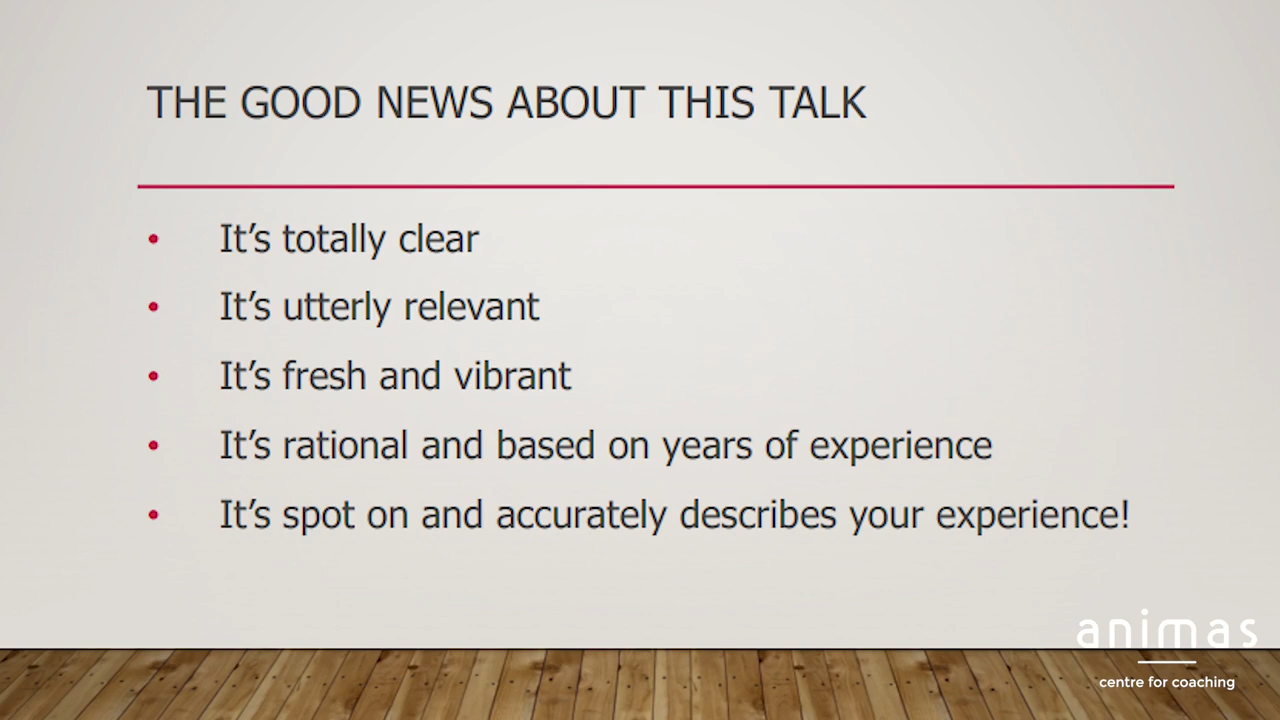 THE GOOD NEWS ABOUT THIS TALK
• It’s totally clear
• It’s utterly relevant
• It’s fresh and vibrant
• It’s rational and based on years of experience
• It’s spot on and accurately describes your experience!
animas
centre for coaching